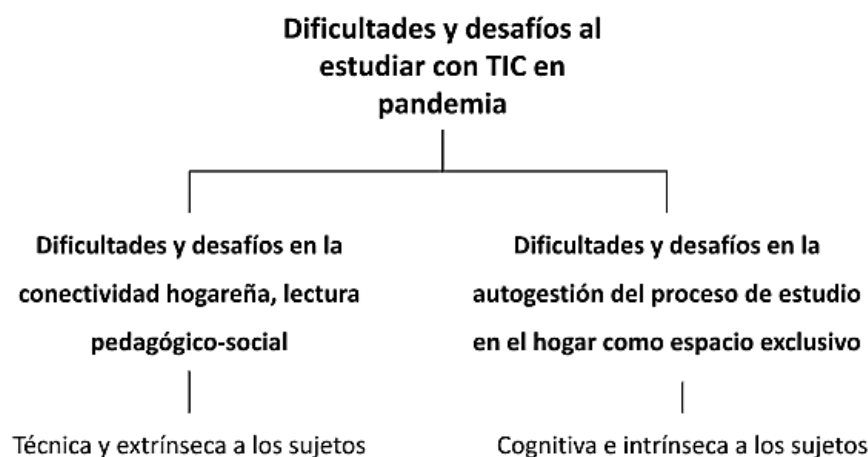 Dificultades y desafíos al
estudiar con TIC en
pandemia
Dificultades y desafíos en la
conectividad hogareña, lectura
pedagógico-social
Dificultades y desafíos en la
autogestión del proceso de estudio
en el hogar como espacio exclusivo
Técnica y extrínseca a los sujetos
Cognitiva e intrínseca a los sujetos